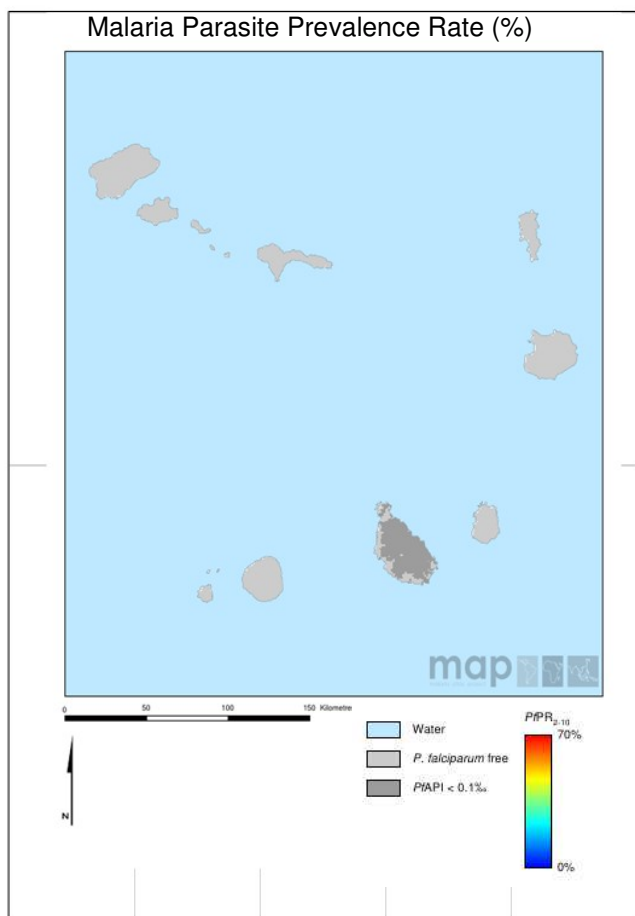 Malaria Parasite Prevalence Rate (%)
map
0 50 100 150 Kilometre
N
Water
P. falciparum free
PfAPI < 0.1‰
PfPR2-10
70%
0%